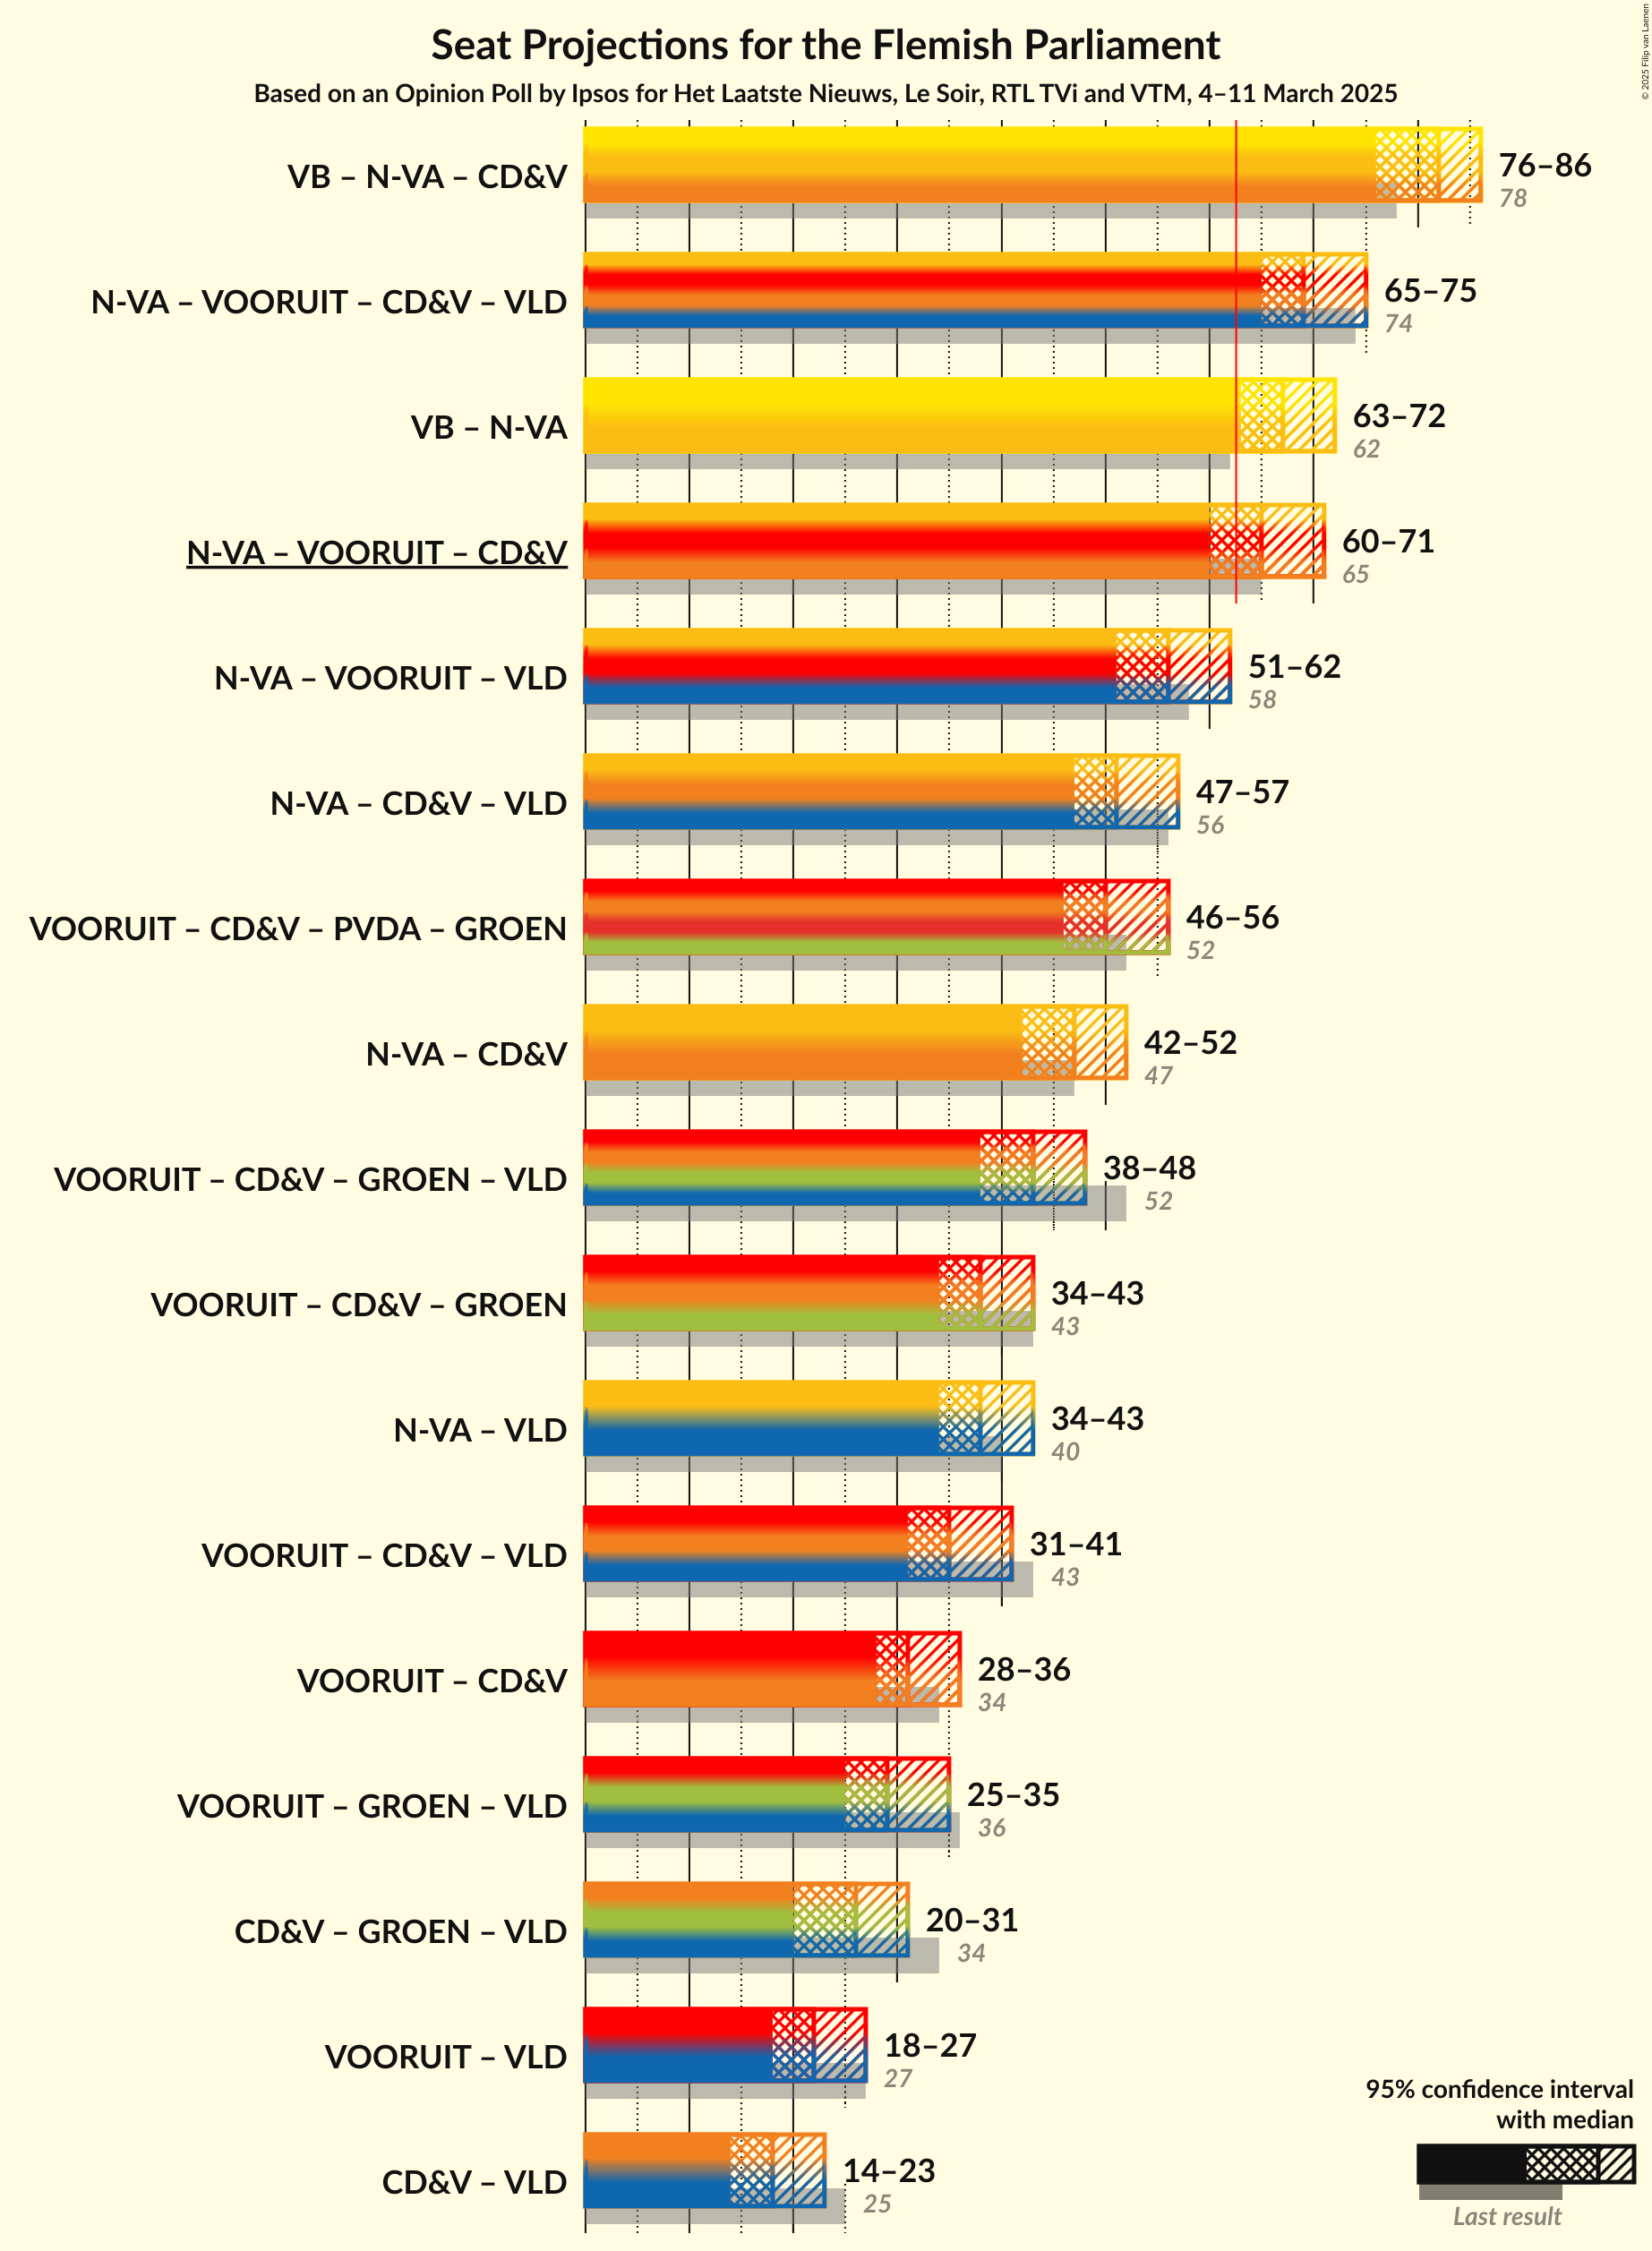 Seat Projections for the Flemish Parliament
Based on an Opinion Poll by Ipsos for Het Laatste Nieuws, Le Soir, RTL TVi and VTM, 4–11 March 2025
© 2025 Filip van Laenen
VB – N-VA – CD&V
76–86
78
N-VA – VOORUIT – CD&V – VLD
65–75
74
VB – N-VA
63–72
62
N-VA – VOORUIT – CD&V
60–71
65
N-VA – VOORUIT – VLD
51–62
58
N-VA – CD&V – VLD
47–57
56
VOORUIT – CD&V – PVDA – GROEN
46–56
52
N-VA – CD&V
42–52
47
VOORUIT – CD&V – GROEN – VLD
38–48
52
VOORUIT – CD&V – GROEN
34–43
43
N-VA – VLD
34–43
40
VOORUIT – CD&V – VLD
31–41
43
VOORUIT – CD&V
28–36
34
VOORUIT – GROEN – VLD
25–35
36
CD&V – GROEN – VLD
20–31
34
VOORUIT – VLD
18–27
27
CD&V – VLD
14–23
25
95% confidence interval
with median
Last result